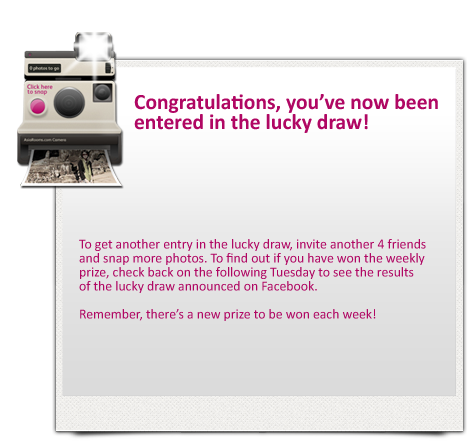 0 photos to go
Click here
to snap
AsiaRooms.com Camera
Congratulations, you've now been
entered in the lucky draw!
To get another entry in the lucky draw, invite another 4 friends
and snap more photos. To find out if you have won the weekly
prize, check back on the following Tuesday to see the results
of the lucky draw announced on Facebook.
Remember, there's a new prize to be won each week!